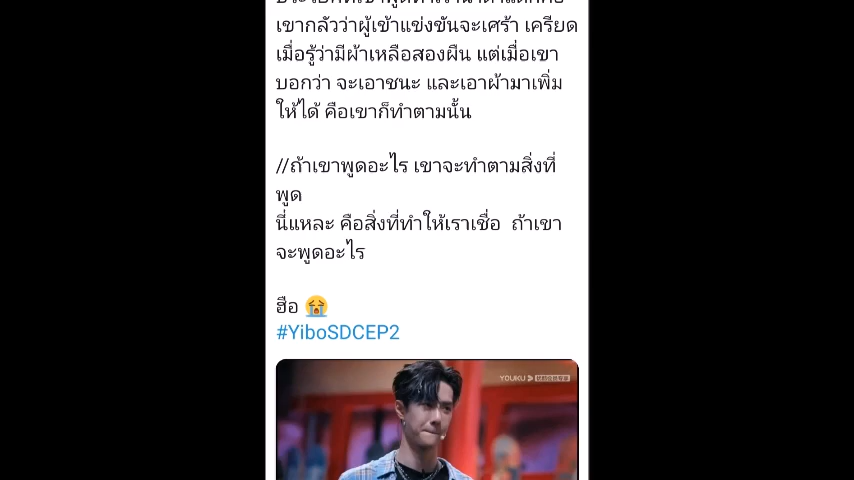 เขากลัวว่าผู้เข้าแข่งขันจะเศร้า เครียด
เมื่อรู้ว่ามีผ้าเหลือสองผืน แต่เมื่อเขา
บอกว่า จะเอาชนะ และเอาผ้ามาเพิ่ม
ให้ได้ คือเขาก็ทำตามนั้น
//ถ้าเขาพูดอะไร เขาจะทำตามสิ่งที่
พูด
นี่แหละ คือสิ่งที่ทำให้เราเชื่อ ถ้าเขา
จะพูดอะไร
ฮือ 😭
#YiboSDCEP2
YOUKU